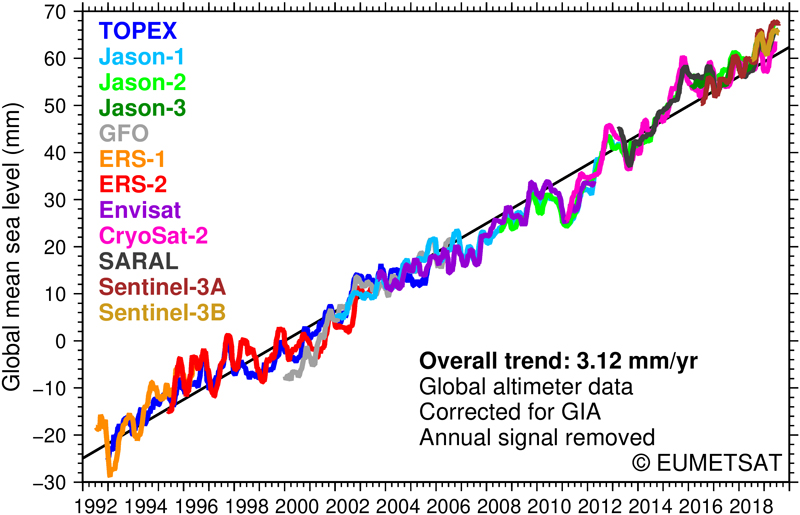 70
60
50
40
30
20
10
0
−10
−20
−30
Global mean sea level (mm)
TOPEX
Jason-1
Jason-2
Jason-3
GFO
ERS-1
ERS-2
Envisat
CryoSat-2
SARAL
Sentinel-3A
Sentinel-3B
Overall trend: 3.12 mm/yr
Global altimeter data
Corrected for GIA
Annual signal removed
© EUMETSAT
1992 1994 1996 1998 2000 2002 2004 2006 2008 2010 2012 2014 2016 2018